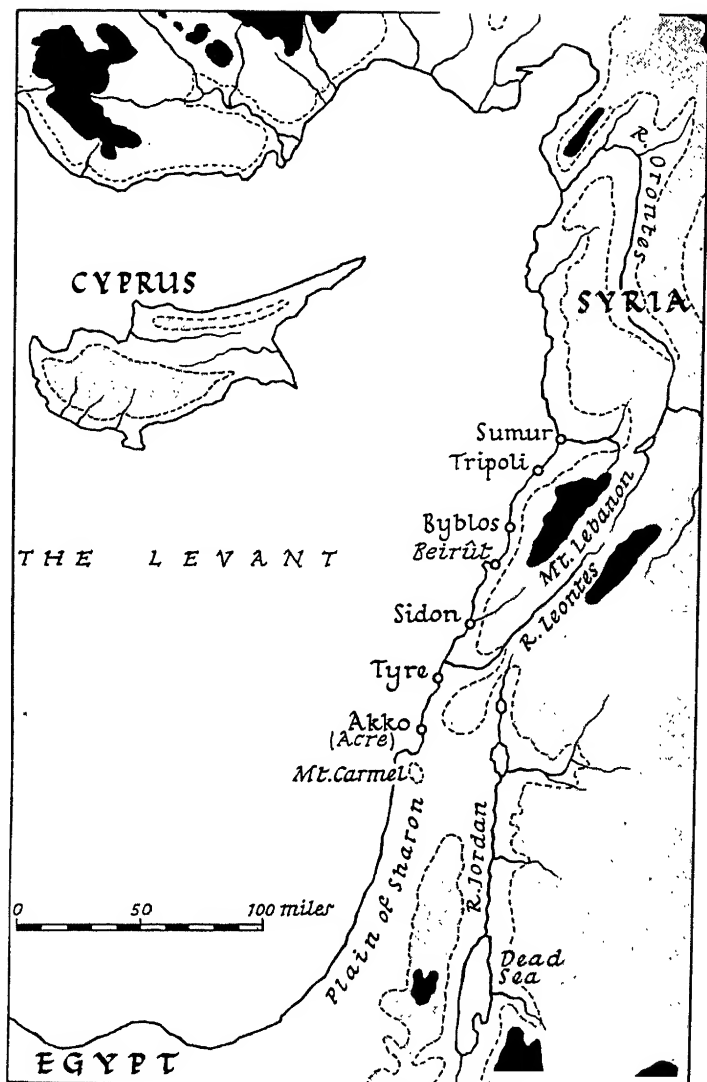 R. Orontes
CYPRUS
SYRIA
Sumur
Tripoli
Byblos
Beirût
Mt. Lebanon
THE LEVANT
R. Leontes
Sidon
Tyre
Akko
(Acre)
Mt. Carmel
Plain of Sharon
R. Jordan
0 50 100 miles
Dead
Sea
EGYPT